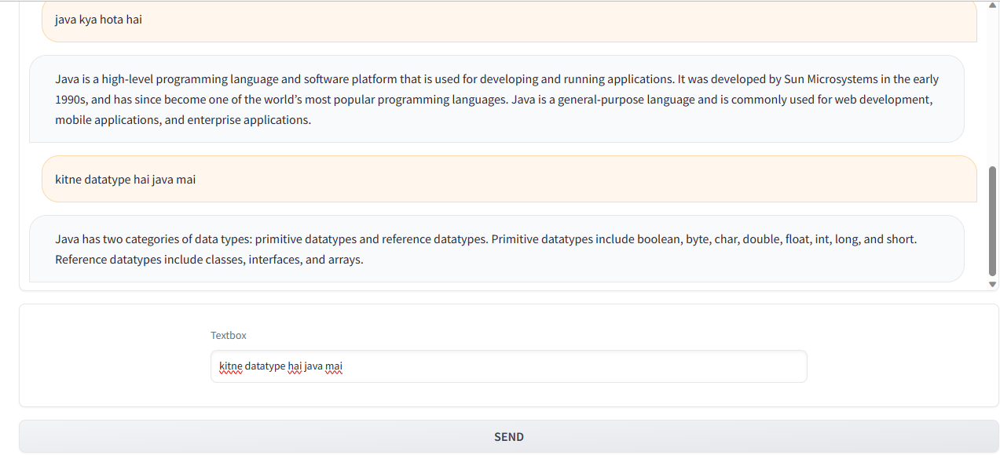 java kya hota hai
Java is a high-level programming language and software platform that is used for developing and running applications. It was developed by Sun Microsystems in the early
1990s, and has since become one of the world’s most popular programming languages. Java is a general-purpose language and is commonly used for web development,
mobile applications, and enterprise applications.
kitne datatype hai java mai
Java has two categories of data types: primitive datatypes and reference datatypes. Primitive datatypes include boolean, byte, char, double, float, int, long, and short.
Reference datatypes include classes, interfaces, and arrays.
Textbox
kitne datatype hai java mai
SEND